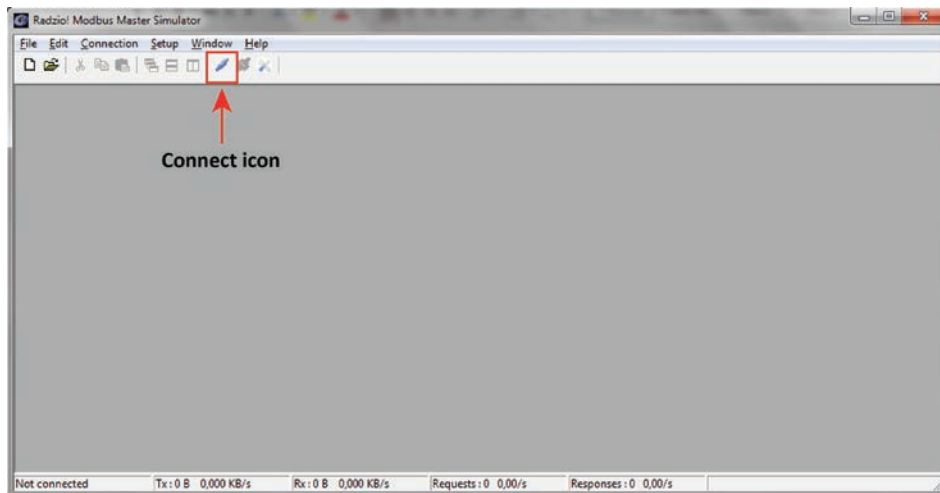 Radzio! Modbus Master Simulator
File Edit Connection Setup Window Help
Connect icon
Not connected Tx : 0 B 0,000 KB/s Rx : 0 B 0,000 KB/s Requests : 0 0,00/s Responses : 0 0,00/s